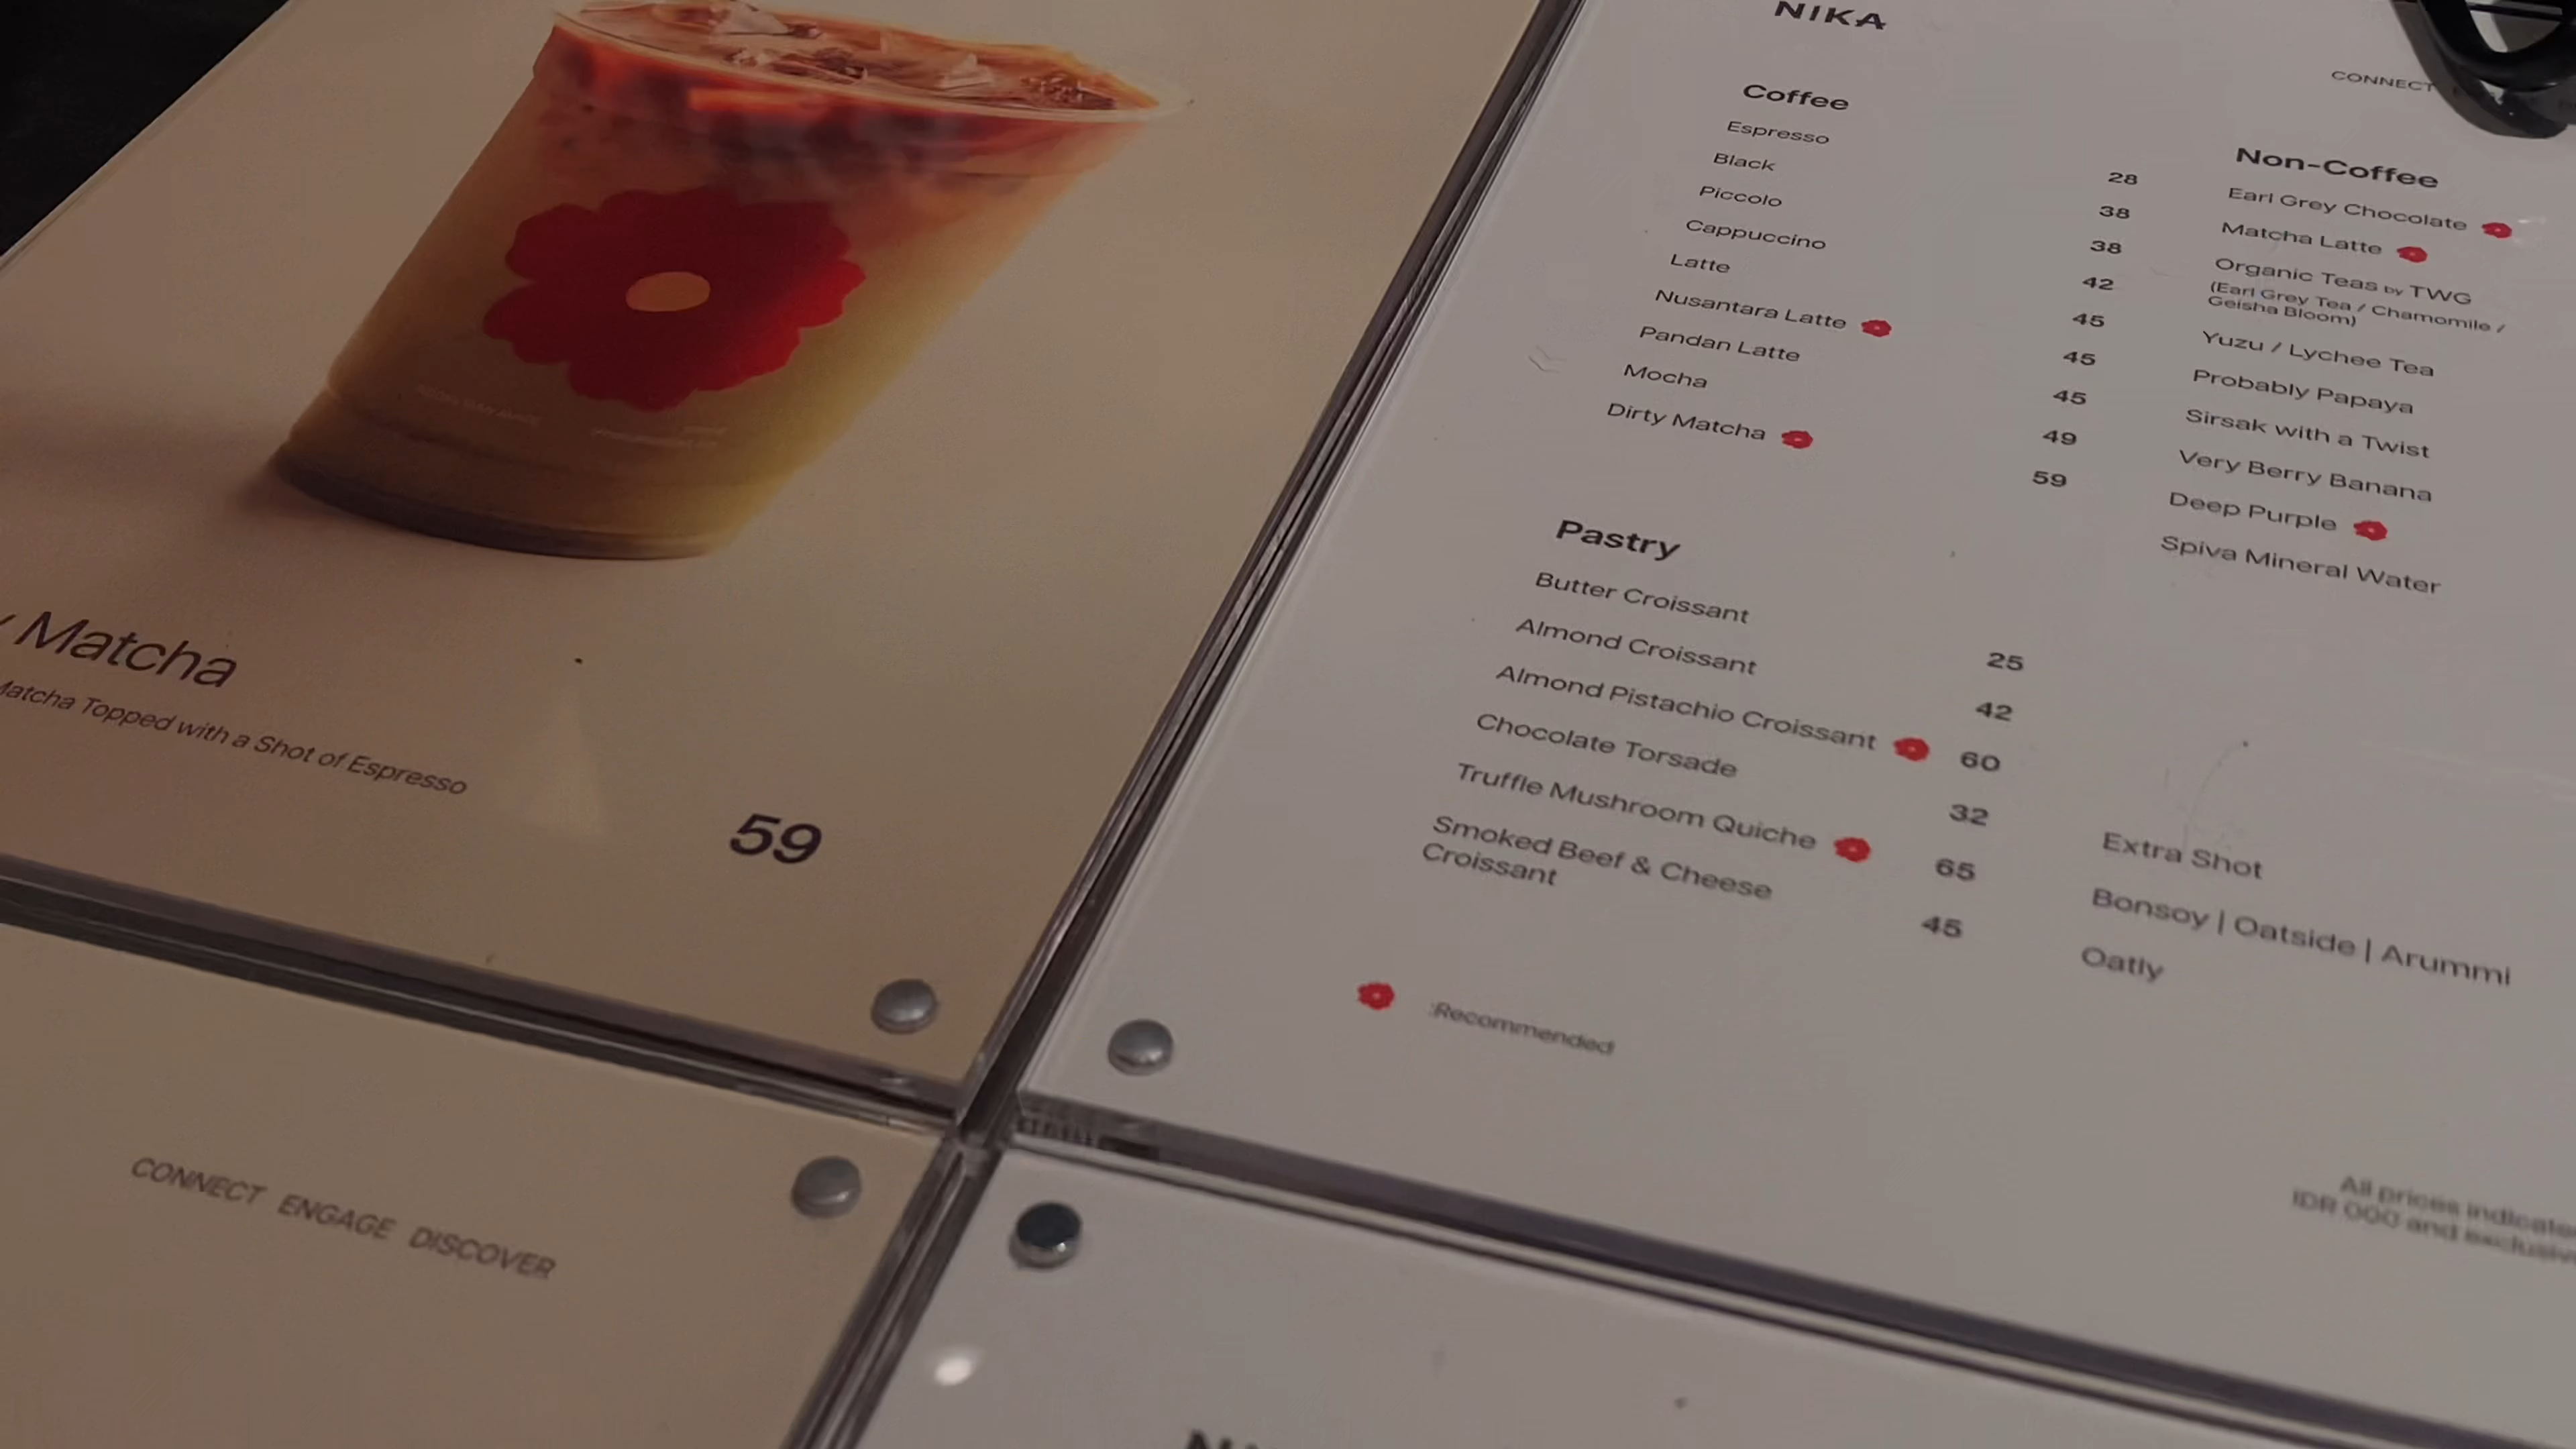 Matcha
Matcha Topped with a Shot of Espresso
59
CONNECT ENGAGE DISCOVER
NIKA
CONNECT
Coffee
Espresso 28
Black 38
Piccolo 38
Cappuccino 42
Latte 45
Nusantara Latte 45
Pandan Latte 45
Mocha 49
Dirty Matcha 59
Pastry
Butter Croissant 25
Almond Croissant 42
Almond Pistachio Croissant 60
Chocolate Torsade 32
Truffle Mushroom Quiche 65
Smoked Beef & Cheese
Croissant 45
:Recommended
Non-Coffee
Earl Grey Chocolate
Matcha Latte
Organic Teas by TWG
(Earl Grey Tea / Chamomile /
Geisha Bloom)
Yuzu / Lychee Tea
Probably Papaya
Sirsak with a Twist
Very Berry Banana
Deep Purple
Spiva Mineral Water
Extra Shot
Bonsoy | Oatside | Arummi
Oatly
All prices
IDR 000 and